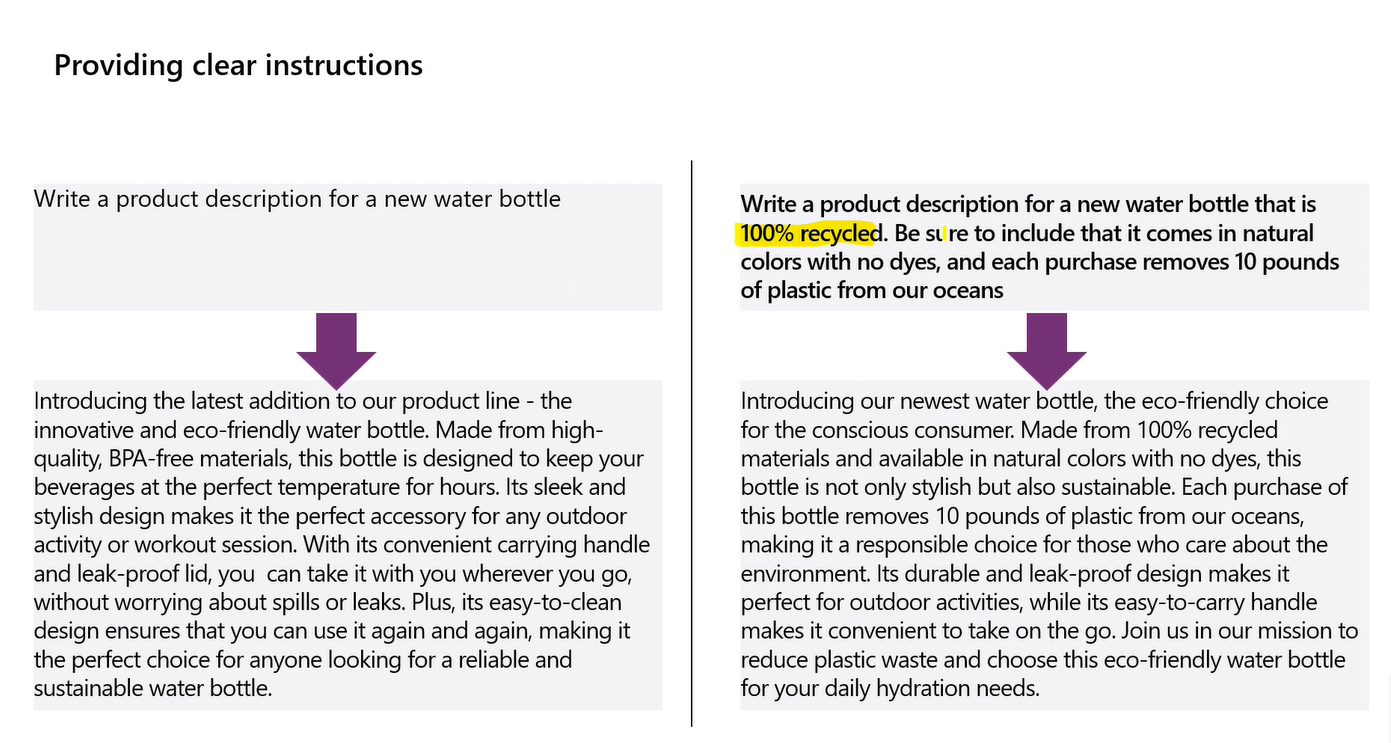 Providing clear instructions
Write a product description for a new water bottle
Introducing the latest addition to our product line - the
innovative and eco-friendly water bottle. Made from high-
quality, BPA-free materials, this bottle is designed to keep your
beverages at the perfect temperature for hours. Its sleek and
stylish design makes it the perfect accessory for any outdoor
activity or workout session. With its convenient carrying handle
and leak-proof lid, you  can take it with you wherever you go,
without worrying about spills or leaks. Plus, its easy-to-clean
design ensures that you can use it again and again, making it
the perfect choice for anyone looking for a reliable and
sustainable water bottle.
Write a product description for a new water bottle that is
100% recycled. Be sure to include that it comes in natural
colors with no dyes, and each purchase removes 10 pounds
of plastic from our oceans
Introducing our newest water bottle, the eco-friendly choice
for the conscious consumer. Made from 100% recycled
materials and available in natural colors with no dyes, this
bottle is not only stylish but also sustainable. Each purchase of
this bottle removes 10 pounds of plastic from our oceans,
making it a responsible choice for those who care about the
environment. Its durable and leak-proof design makes it
perfect for outdoor activities, while its easy-to-carry handle
makes it convenient to take on the go. Join us in our mission to
reduce plastic waste and choose this eco-friendly water bottle
for your daily hydration needs.